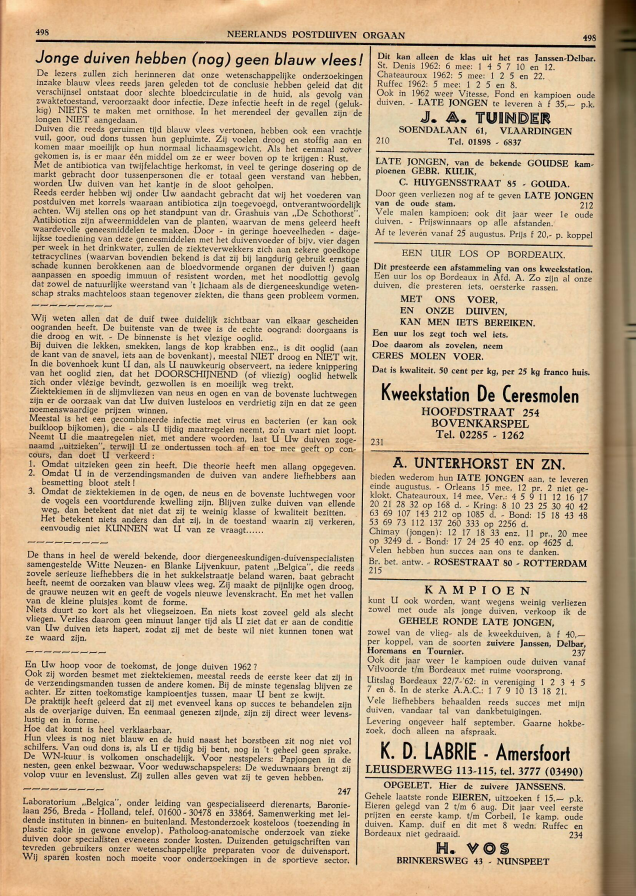 498
NEERLANDS POSTDUIVEN ORGAAN
498
Jonge duiven hebben (nog) geen blauw vlees!
De lezers zullen zich herinneren dat onze wetenschappelijke onderzoekingen
inzake blauw vlees reeds jaren geleden tot de conclusie hebben geleid dat dit
verschijnsel ontstaat door slechte bloedcirculatie in de huid, als gevolg van
zwaktetoestand, veroorzaakt door infectie. Deze infectie heeft in de regel (geluk-
kig) NIETS te maken met ornithose. In het merendeel der gevallen zijn de
longen NIET aangedaan.
Duiven die reeds geruimen tijd blauw vlees vertonen, hebben ook een vrachtje
vuil, goor, oud dons tussen hun gepluimte. Zij voelen droog en stoffig aan en
komen maar moeilijk op hun normaal lichaamsgewicht. Als het eenmaal zover
gekomen is, is er maar één middel om ze er weer boven op te krijgen : Rust.
Met de antibiotica van twijfelachtige herkomst, in veel te geringe dosering op de
markt gebracht door tussenpersonen die er totaal geen verstand van hebben,
worden Uw duiven van het kantje in de sloot geholpen.
Reeds eerder hebben wij onder Uw aandacht gebracht dat wij het voederen van
postduiven met korrels waaraan antibiotica zijn toegevoegd, ontverantwoordelijk
achten. Wij stellen ons op het standpunt van dr. Grashuis van „De Schothorst".
Antibiotica zijn afweermiddelen van de planten, waarvan de mens geleerd heeft
waardevolle geneesmiddelen te maken. Door - in geringe hoeveelheden - dage-
lijkse toediening van deze geneesmiddelen met het duivenvoeder of bijv. vier dagen
per week in het drinkwater, zullen de ziekteverwekkers zich aan zekere goedkope
tetracyclines (waarvan bovendien bekend is dat zij bij langdurig gebruik ernstige
schade kunnen berokkenen aan de bloedvormende organen der duiven !) gaan
aanpassen en spoedig immuun of resistent worden, met het noodlottig gevolg
dat zowel de natuurlijke weerstand van 't lichaam als de diergeneeskundige weten-
schap straks machteloos staan tegenover ziekten, die thans geen probleem vormen.
Wij weten allen dat de duif twee duidelijk zichtbaar van elkaar gescheiden
oogranden heeft. De buitenste van de twee is de echte oogrand: doorgaans is
die droog en wit. - De binnenste is het vlezige ooglid.
Bij duiven die lekken, smekken, langs de kop krabben enz., is dit ooglid (aan
de kant van de snavel, iets aan de bovenkant), meestal NIET droog en NIET wit.
In die bovenhoek kunt U dan, als U nauwkeurig observeert, na iedere knippering
van het ooglid zien, dat het DOORSCHIJNEND (of vliezig) ooglid hetwelk
zich onder vlézige bevindt, gezwollen is en moeilijk weg trekt.
Ziektekiemen in de slijmvliezen van neus en ogen en van de bovenste luchtwegen
zijn er de oorzaak van dat Uw duiven lusteloos en verdrietig zijn en dat ze geen
noemenswaardige prijzen winnen.
Meestal is het een gecombineerde infectie met virus en bacterien (er kan ook
buikloop bijkomen), die - als U tijdig maatregelen neemt, zo'n vaart niet loopt.
Neemt U die maatregelen niet, met andere woorden, laat U Uw duiven zoge-
naamd „uitzieken", terwijl U ze ondertussen toch af en toe mee geeft op con-
cours, dan doet U verkeerd :
1. Omdat uitzieken geen zin heeft. Die theorie heeft men allang opgegeven.
2. Omdat U in de verzendingsmanden de duiven van andere liefhebbers aan
besmetting bloot stelt !
3. Omdat de ziektekiemen in de ogen, de neus en de bovenste luchtwegen voor
de vogels een voortdurende kwelling zijn. Blijven zulke duiven van ellende
weg, dan betekent dat niet dat zij te weinig klasse of kwaliteit bezitten.
Het betekent niets anders dan dat zij, in de toestand waarin zij verkeren,
eenvoudig niet KUNNEN wat U van ze vraagt......
De thans in heel de wereld bekende, door diergeneeskundigen-duivenspecialisten
samengestelde Witte Neuzen- en Blanke Lijvenkuur, patent „Belgica", die reeds
zovele serieuze liefhebbers die in het sukkelstraatje beland waren, baat gebracht
heeft, neemt de oorzaken van blauw vlees weg. Zij maakt de pijnlijke ogen droog,
de grauwe neuzen wit en geeft de vogels nieuwe levenskracht. En met het vallen
van de kleine pluisjes komt de forme.
Niets duurt zo kort als het vliegseizoen. En niets kost zoveel geld als slecht
vliegen. Verlies daarom geen minuut langer tijd als U ziet dat er aan de conditie
van Uw duiven iets hapert, zodat zij met de beste wil niet kunnen tonen wat
ze waard zijn.
En Uw hoop voor de toekomst, de jonge duiven 1962 ?
Ook zij worden besmet met ziektekiemen, meestal reeds de eerste keer dat zij in
de verzendingsmanden tussen de andere komen. Bij de minste tegenslag blijven ze
achter. Er zitten toekomstige kampioentjes tussen, maar U bent ze kwijt.
De praktijk heeft geleerd dat zij met evenveel kans op succes te behandelen zijn
als de overjarige duiven. En eenmaal genezen zijnde, zijn zij direct weer levens-
lustig en in forme.
Hoe dat komt is heel verklaarbaar.
Hun vlees is nog niet blauw en de huid naast het borstbeen zit nog niet vol
schilfers. Van oud dons is, als U er tijdig bij bent, nog in 't geheel geen sprake.
De WN-kuur is volkomen onschadelijk. Voor nestspelers: Papjongen in de
nesten, geen enkel bezwaar. Voor weduwschapspelers: De weduwnaars brengt zij
volop vuur en levenslust. Zij zullen alles geven wat zij te geven hebben.
247
Laboratorium „Belgica", onder leiding van gespecialiseerd dierenarts, Baronie-
laan 256, Breda - Holland, telef. 01600 - 30478 en 33864. Samenwerking met lei-
dende instituten in binnen- en buitenland. Mestonderzoek kosteloos (toezending in
plastic zakje in gewone envelop). Patholoog-anatomisch onderzoek van zieke
duiven door specialisten eveneens zonder kosten. Duizenden getuigschriften van
tevreden gebruikers onzer wetenschappelijke preparaten voor de duivensport.
Wij sparen kosten noch moeite voor onderzoekingen in de sportieve sector.
Dit kan alleen de klas uit het ras Janssen-Delbar.
St. Denis 1962: 6 mee: 1 4 5 7 10 en 12.
Chateauroux 1962: 5 mee: 1 2 5 en 22.
Ruffec 1962: 5 mee: 1 2 5 en 8.
Ook in 1962 weer Vitesse. Fond en kampioen oude
duiven. - LATE JONGEN te leveren à f 35,— p.k.
J. A. TUINDER
SOENDALAAN 61, VLAARDINGEN
210 Tel. 01898 - 6837
LATE JONGEN, van de bekende GOUDSE kam-
pioenen GEBR. KULIK,
C. HUYGENSSTRAAT 85 - GOUDA.
Door geen verliezen nog af te geven LATE JONGEN
van de oude stam. 212
Vele malen kampioen: ook dit jaar weer 1e oude
duiven. - Prijswinnaars op alle afstanden.
Af te leveren vanaf 25 augustus. Prijs f 20,- p. koppel
EEN UUR LOS OP BORDEAUX.
Dit presteerde een afstammeling van ons kweekstation.
Een uur los op Bordeaux in Afd. A. Zo zijn al onze
duiven, die presteren iets, oersterke rassen.
MET ONS VOER,
EN ONZE DUIVEN,
KAN MEN IETS BEREIKEN.
Een uur los zegt toch wel iets.
Doe daarom als zovelen, neem
CERES MOLEN VOER.
Dat is kwaliteit. 50 cent per kg, per 25 kg franco huis.
Kweekstation De Ceresmolen
HOOFDSTRAAT 254
BOVENKARSPEL
Tel. 02285 - 1262
231
A. UNTERHORST EN ZN.
bieden wederom hun LATE JONGEN aan, te leveren
einde augustus. - Orleans 15 mee, 12 pr. 2 niet ge-
klokt. Chateauroux, 14 mee, Ver.: 4 5 9 11 12 16 17
20 21 28 32 op 168 d. - Kring: 8 10 23 25 30 40 42
63 69 107 143 212 op 1085 d. - Bond: 15 18 43 48
53 69 73 112 137 260 333 op 2256 d.
Chimay (jongen): 12 17 18 33 enz. 11 pr., 20 mee
op 3249 d. - Bond: 17 24 25 40 enz. op 4625 d.
Velen hebben hun succes aan ons te danken.
Br. bet. antw. - ROSESTRAAT 80 - ROTTERDAM
215
KAMPIOEN
kunt U ook worden, want wegens weinig verliezen
zowel met oude als jonge duiven, verkoop ik de
GEHELE RONDE LATE JONGEN,
zowel van de vlieg- als de kweekduiven, à f 40,—
per koppel, van de soorten zuivere Janssen, Delbar,
Horemans en Tournier. 237
Ook dit jaar weer 1e kampioen oude duiven vanaf
Vilvoorde t/m Bordeaux met ruime voorsprong.
Uitslag Bordeaux 22/7-'62: in vereniging 1 2 3 4 5
7 en 8. In de sterke A.A.C.: 1 7 9 10 13 18 21.
Vele liefhebbers behaalden reeds succes met mijn
duiven, vandaar tal van dankbetuigingen.
Levering ongeveer half september. Gaarne hokbe-
zoek, doch alleen na afspraak.
K. D. LABRIE - Amersfoort
LEUSDERWEG 113-115, tel. 3777 (03490)
OPGELET. Hier de zuivere JANSSENS.
Gehele laatste ronde EIEREN, uitzoeken f 15,— p.k.
Eieren gelegd van 2 t/m 6 aug. Dit jaar veel eerste
prijzen en eerste kamp. t/m Corbeil, 1e kamp. oude
duiven. Kamp. duif en dit met 8 wedn. Ruffec en
Bordeaux niet gedraaid. 234
H. VOS
BRINKERSWEG 43 - NUNSPEET